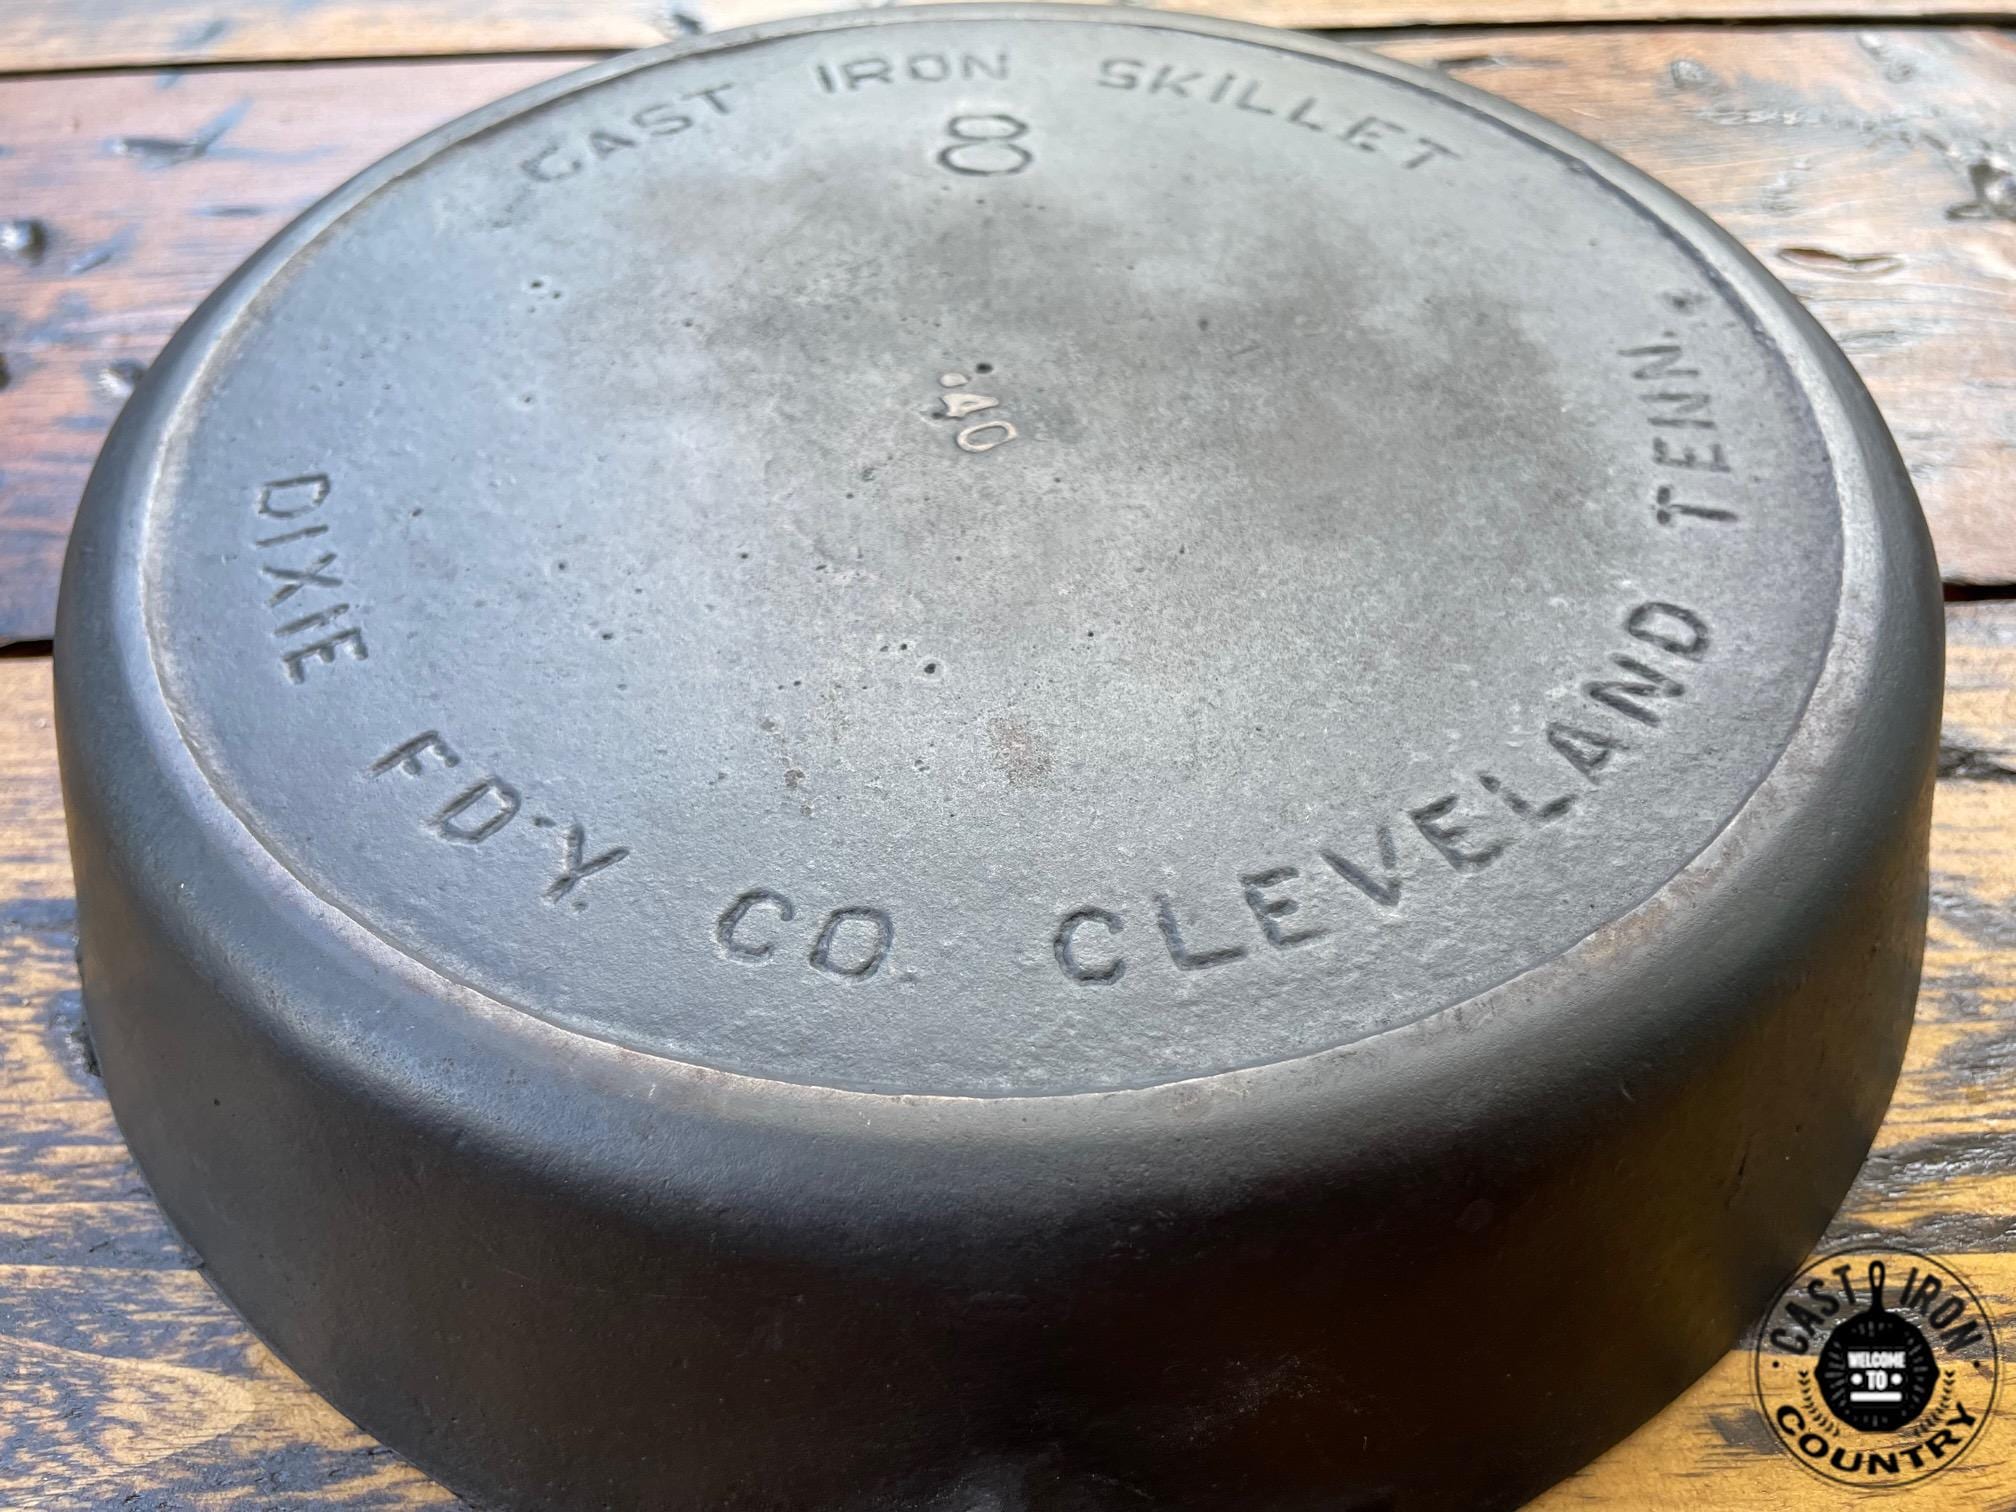 CAST IRON SKILLET
8
.40
DIXIE FD'Y. CO. CLEVELAND TENN.
CAST IRON
WELCOME
TO
COUNTRY